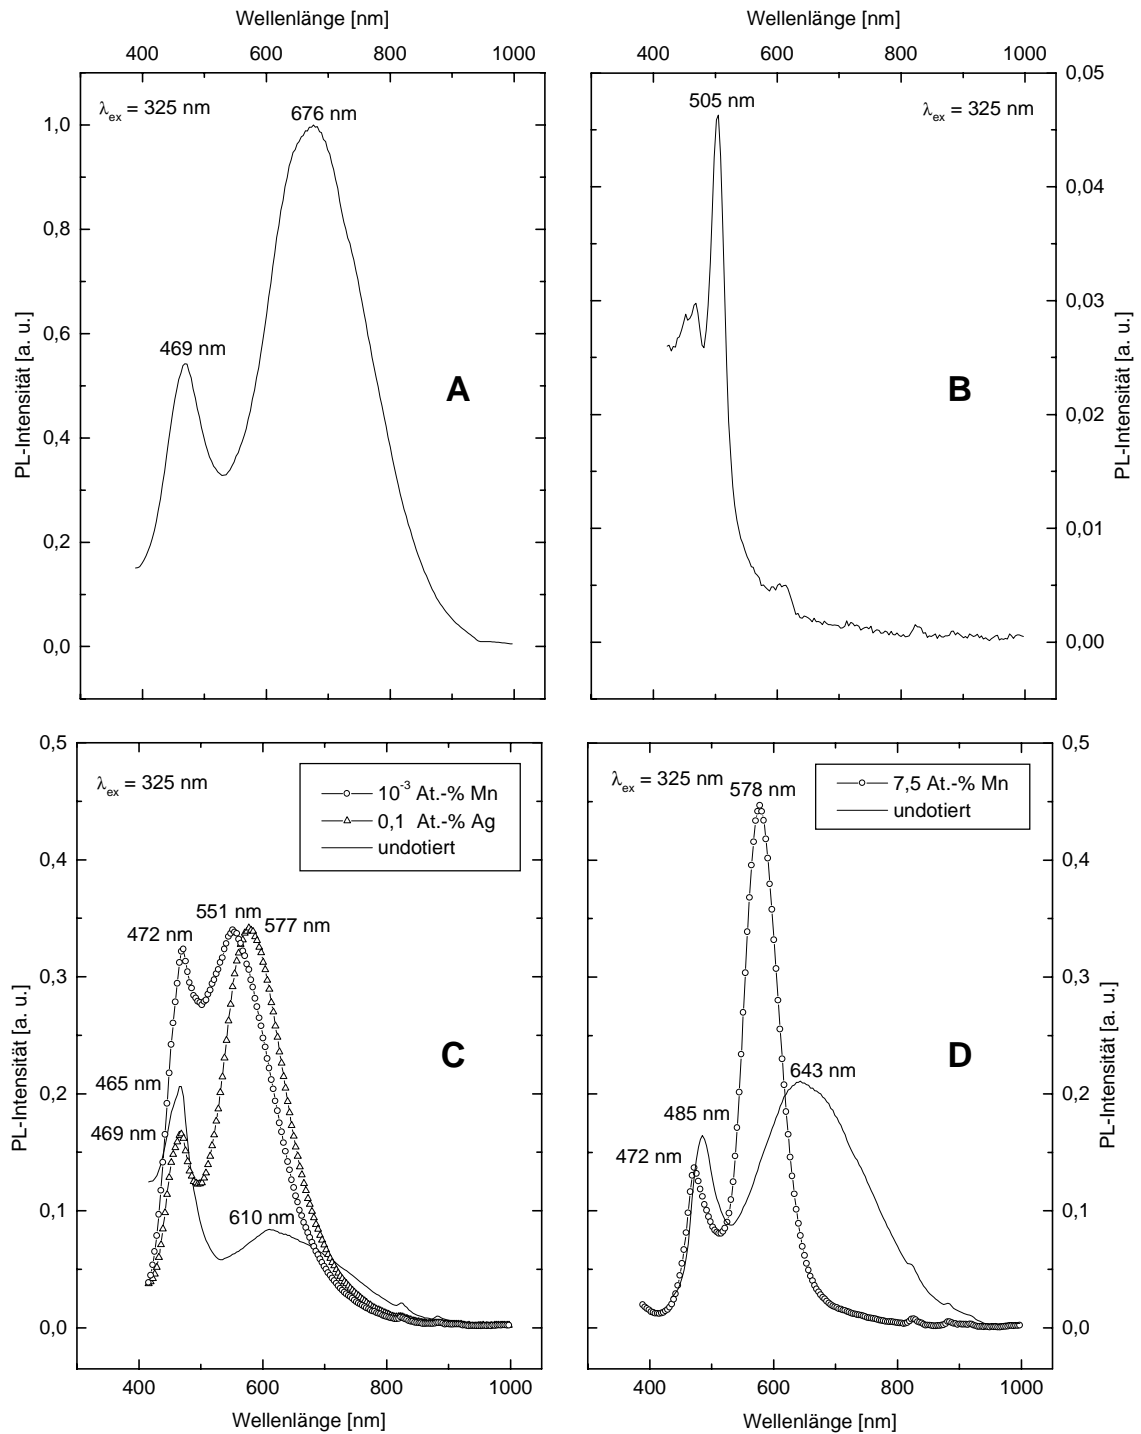 Wellenlänge [nm]
400 600 800 1000
λex = 325 nm
676 nm
469 nm
A
1,0
0,8
0,6
0,4
0,2
0,0
PL-Intensität [a. u.]
Wellenlänge [nm]
400 600 800 1000
505 nm
λex = 325 nm
B
0,05
0,04
0,03
0,02
0,01
0,00
PL-Intensität [a. u.]
0,5
0,4
0,3
0,2
0,1
0,0
PL-Intensität [a. u.]
λex = 325 nm
10-3 At.-% Mn
0,1 At.-% Ag
undotiert
551 nm
577 nm
472 nm
465 nm
469 nm
610 nm
C
400 600 800 1000
Wellenlänge [nm]
λex = 325 nm
7,5 At.-% Mn
undotiert
578 nm
643 nm
485 nm
472 nm
D
0,5
0,4
0,3
0,2
0,1
0,0
PL-Intensität [a. u.]
400 600 800 1000
Wellenlänge [nm]